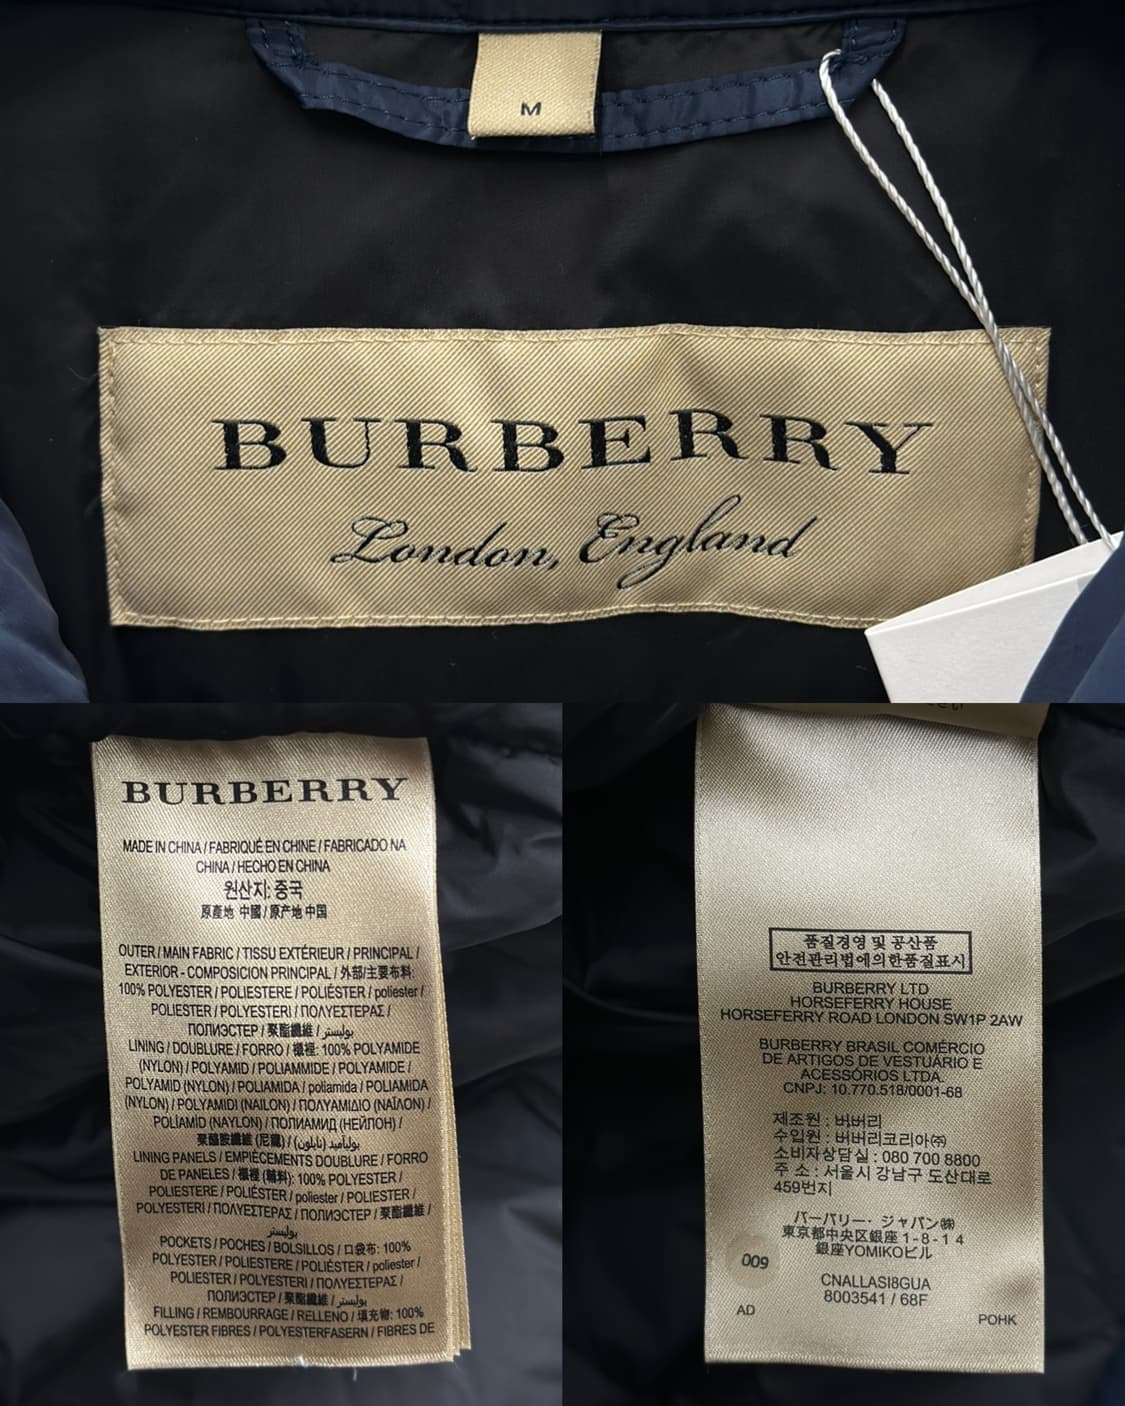 M
BURBERRY
London, England
BURBERRY
MADE IN CHINA / FABRIQUÉ EN CHINE / FABRICADO NA
CHINA / HECHO EN CHINA
원산지: 중국
原產地 中國 / 原产地 中国
OUTER / MAIN FABRIC / TISSU EXTÉRIEUR / PRINCIPAL /
EXTERIOR - COMPOSICION PRINCIPAL / 外部/主要布料:
100% POLYESTER / POLIESTERE / POLIÉSTER / poliester /
POLIESTER / POLYESTERI / ΠΟΛΥΕΣΤΕΡΑΣ /
ПОЛИЭСТЕР / 聚酯纖維 / بوليستر
LINING / DOUBLURE / FORRO / 襯裡: 100% POLYAMIDE
(NYLON) / POLYAMID / POLIAMMIDE / POLYAMIDE /
POLYAMID (NYLON) / POLIAMIDA / poliamida / POLIAMIDA
(NYLON) / POLYAMIDI (NAILON) / ΠΟΛΥΑΜΙΔΙΟ (ΝΑΪΛΟΝ) /
POLİAMİD (NAYLON) / ПОЛИАМИД (НЕЙЛОН) /
聚醯胺纖維 (尼龍) / بوليأميد (نايلون)
LINING PANELS / EMPIÈCEMENTS DOUBLURE / FORRO
DE PANELES / 襯裡 (輔料): 100% POLYESTER /
POLIESTERE / POLIÉSTER / poliester / POLIESTER /
POLYESTERI / ΠΟΛΥΕΣΤΕΡΑΣ / ПОЛИЭСТЕР / 聚酯纖維 /
بوليستر
POCKETS / POCHES / BOLSILLOS / 口袋布: 100%
POLYESTER / POLIESTERE / POLIÉSTER / poliester /
POLIESTER / POLYESTERI / ΠΟΛΥΕΣΤΕΡΑΣ /
ПОЛИЭСТЕР / 聚酯纖維 / بوليستر
FILLING / REMBOURRAGE / RELLENO / 填充物: 100%
POLYESTER FIBRES / POLYESTERFASERN / FIBRES DE
품질경영 및 공산품
안전관리법에의한품질표시
BURBERRY LTD
HORSEFERRY HOUSE
HORSEFERRY ROAD LONDON SW1P 2AW
BURBERRY BRASIL COMÉRCIO
DE ARTIGOS DE VESTUÁRIO E
ACESSÓRIOS LTDA.
CNPJ: 10.770.518/0001-68
제조원 : 버버리
수입원 : 버버리코리아㈜
소비자상담실 : 080 700 8800
주 소 : 서울시 강남구 도산대로
459번지
バーバリー・ジャパン㈱
東京都中央区銀座 1 - 8 - 1 4
銀座YOMIKOビル
009
CNALLASI8GUA
8003541 / 68F
AD
POHK